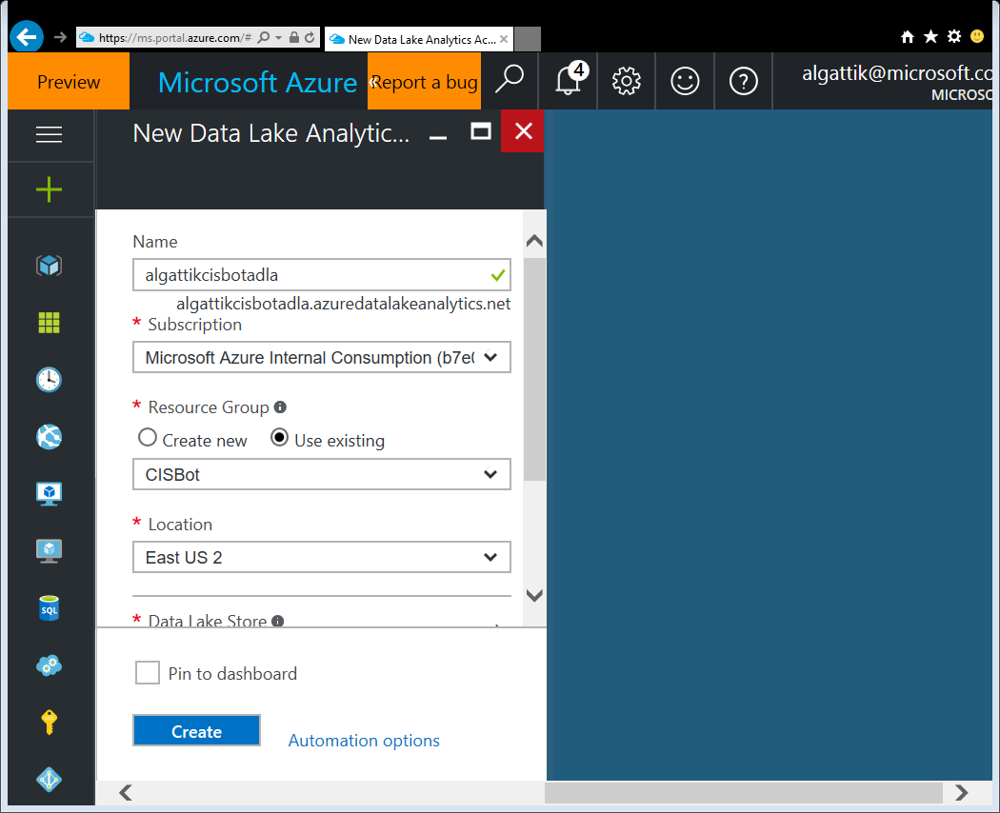 https://ms.portal.azure.com/#
New Data Lake Analytics Ac...
Preview
Microsoft Azure
Report a bug
4
algattik@microsoft.co
MICROSO
New Data Lake Analytic...
Name
algattikcisbotadla
algattikcisbotadla.azuredatalakeanalytics.net
* Subscription
Microsoft Azure Internal Consumption (b7e0
* Resource Group
Create new Use existing
CISBot
* Location
East US 2
SQL
* Data Lake Store
Pin to dashboard
Create Automation options